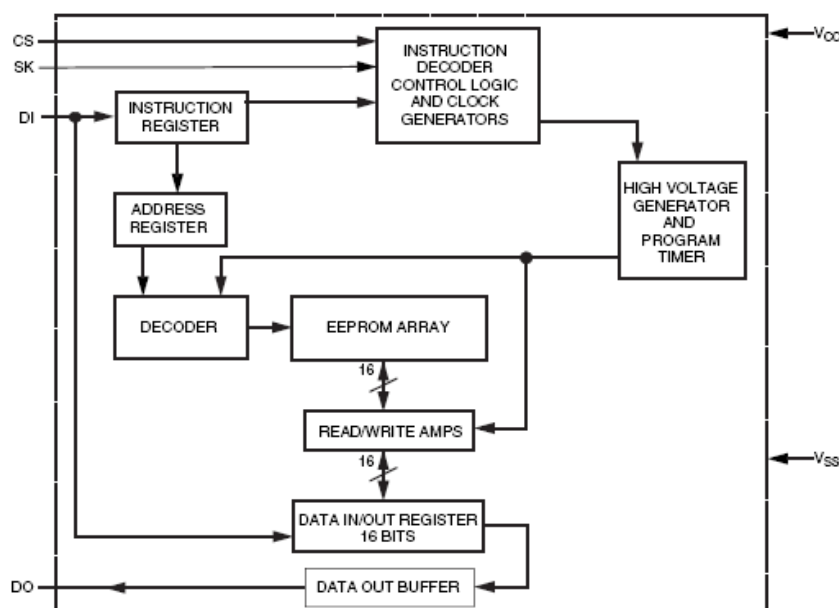 CS
SK
DI
INSTRUCTION
REGISTER
INSTRUCTION
DECODER
CONTROL LOGIC
AND CLOCK
GENERATORS
VCC
ADDRESS
REGISTER
HIGH VOLTAGE
GENERATOR
AND
PROGRAM
TIMER
DECODER
EEPROM ARRAY
16
READ/WRITE AMPS
16
VSS
DATA IN/OUT REGISTER
16 BITS
DO
DATA OUT BUFFER